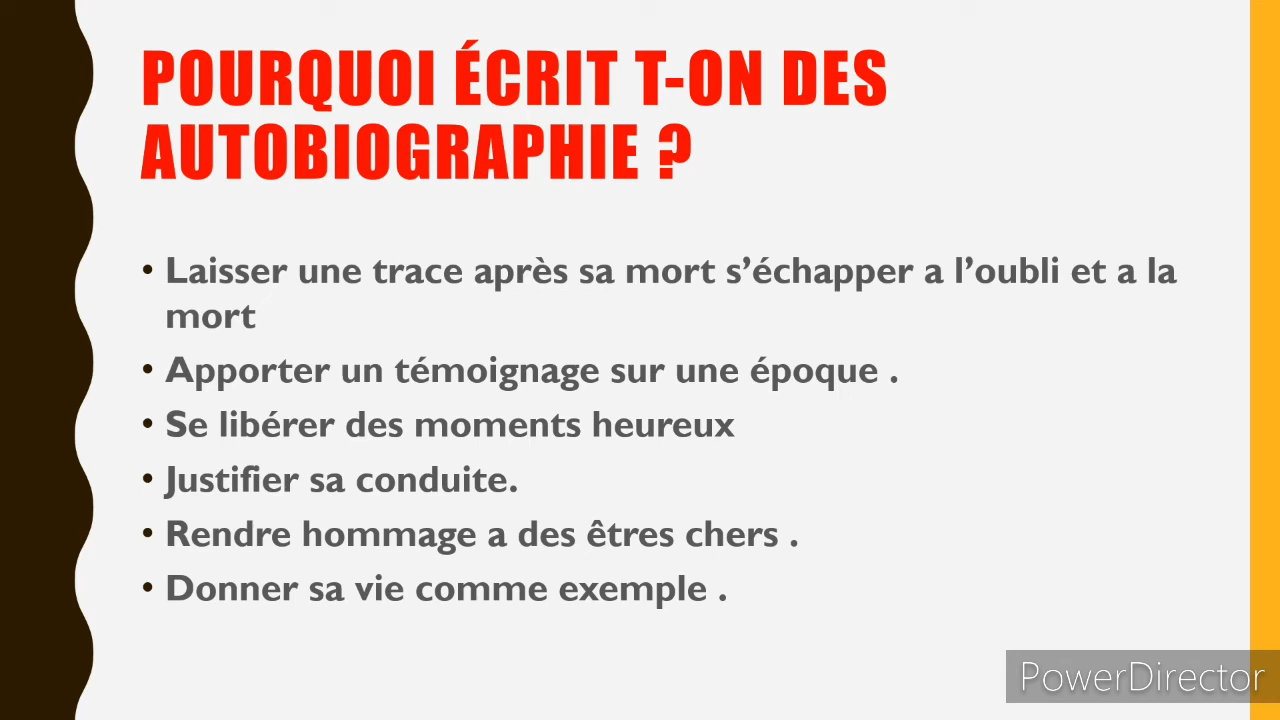 POURQUOI ÉCRIT T-ON DES
AUTOBIOGRAPHIE ?
• Laisser une trace après sa mort s’échapper a l’oubli et a la
mort
• Apporter un témoignage sur une époque .
• Se libérer des moments heureux
• Justifier sa conduite.
• Rendre hommage a des êtres chers .
• Donner sa vie comme exemple .
PowerDirector